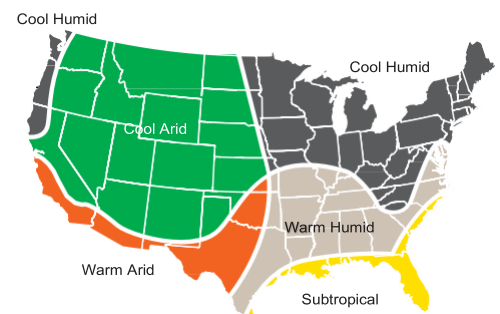 Cool Humid
Cool Humid
Cool Arid
Warm Humid
Warm Arid
Subtropical